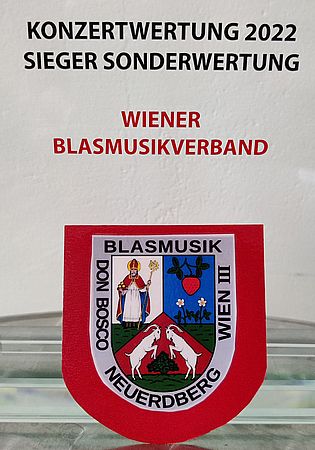 KONZERTWERTUNG 2022
SIEGER SONDERWERTUNG
WIENER
BLASMUSIKVERBAND
BLASMUSIK
DON BOSCO
WIEN III
NEUERDBERG